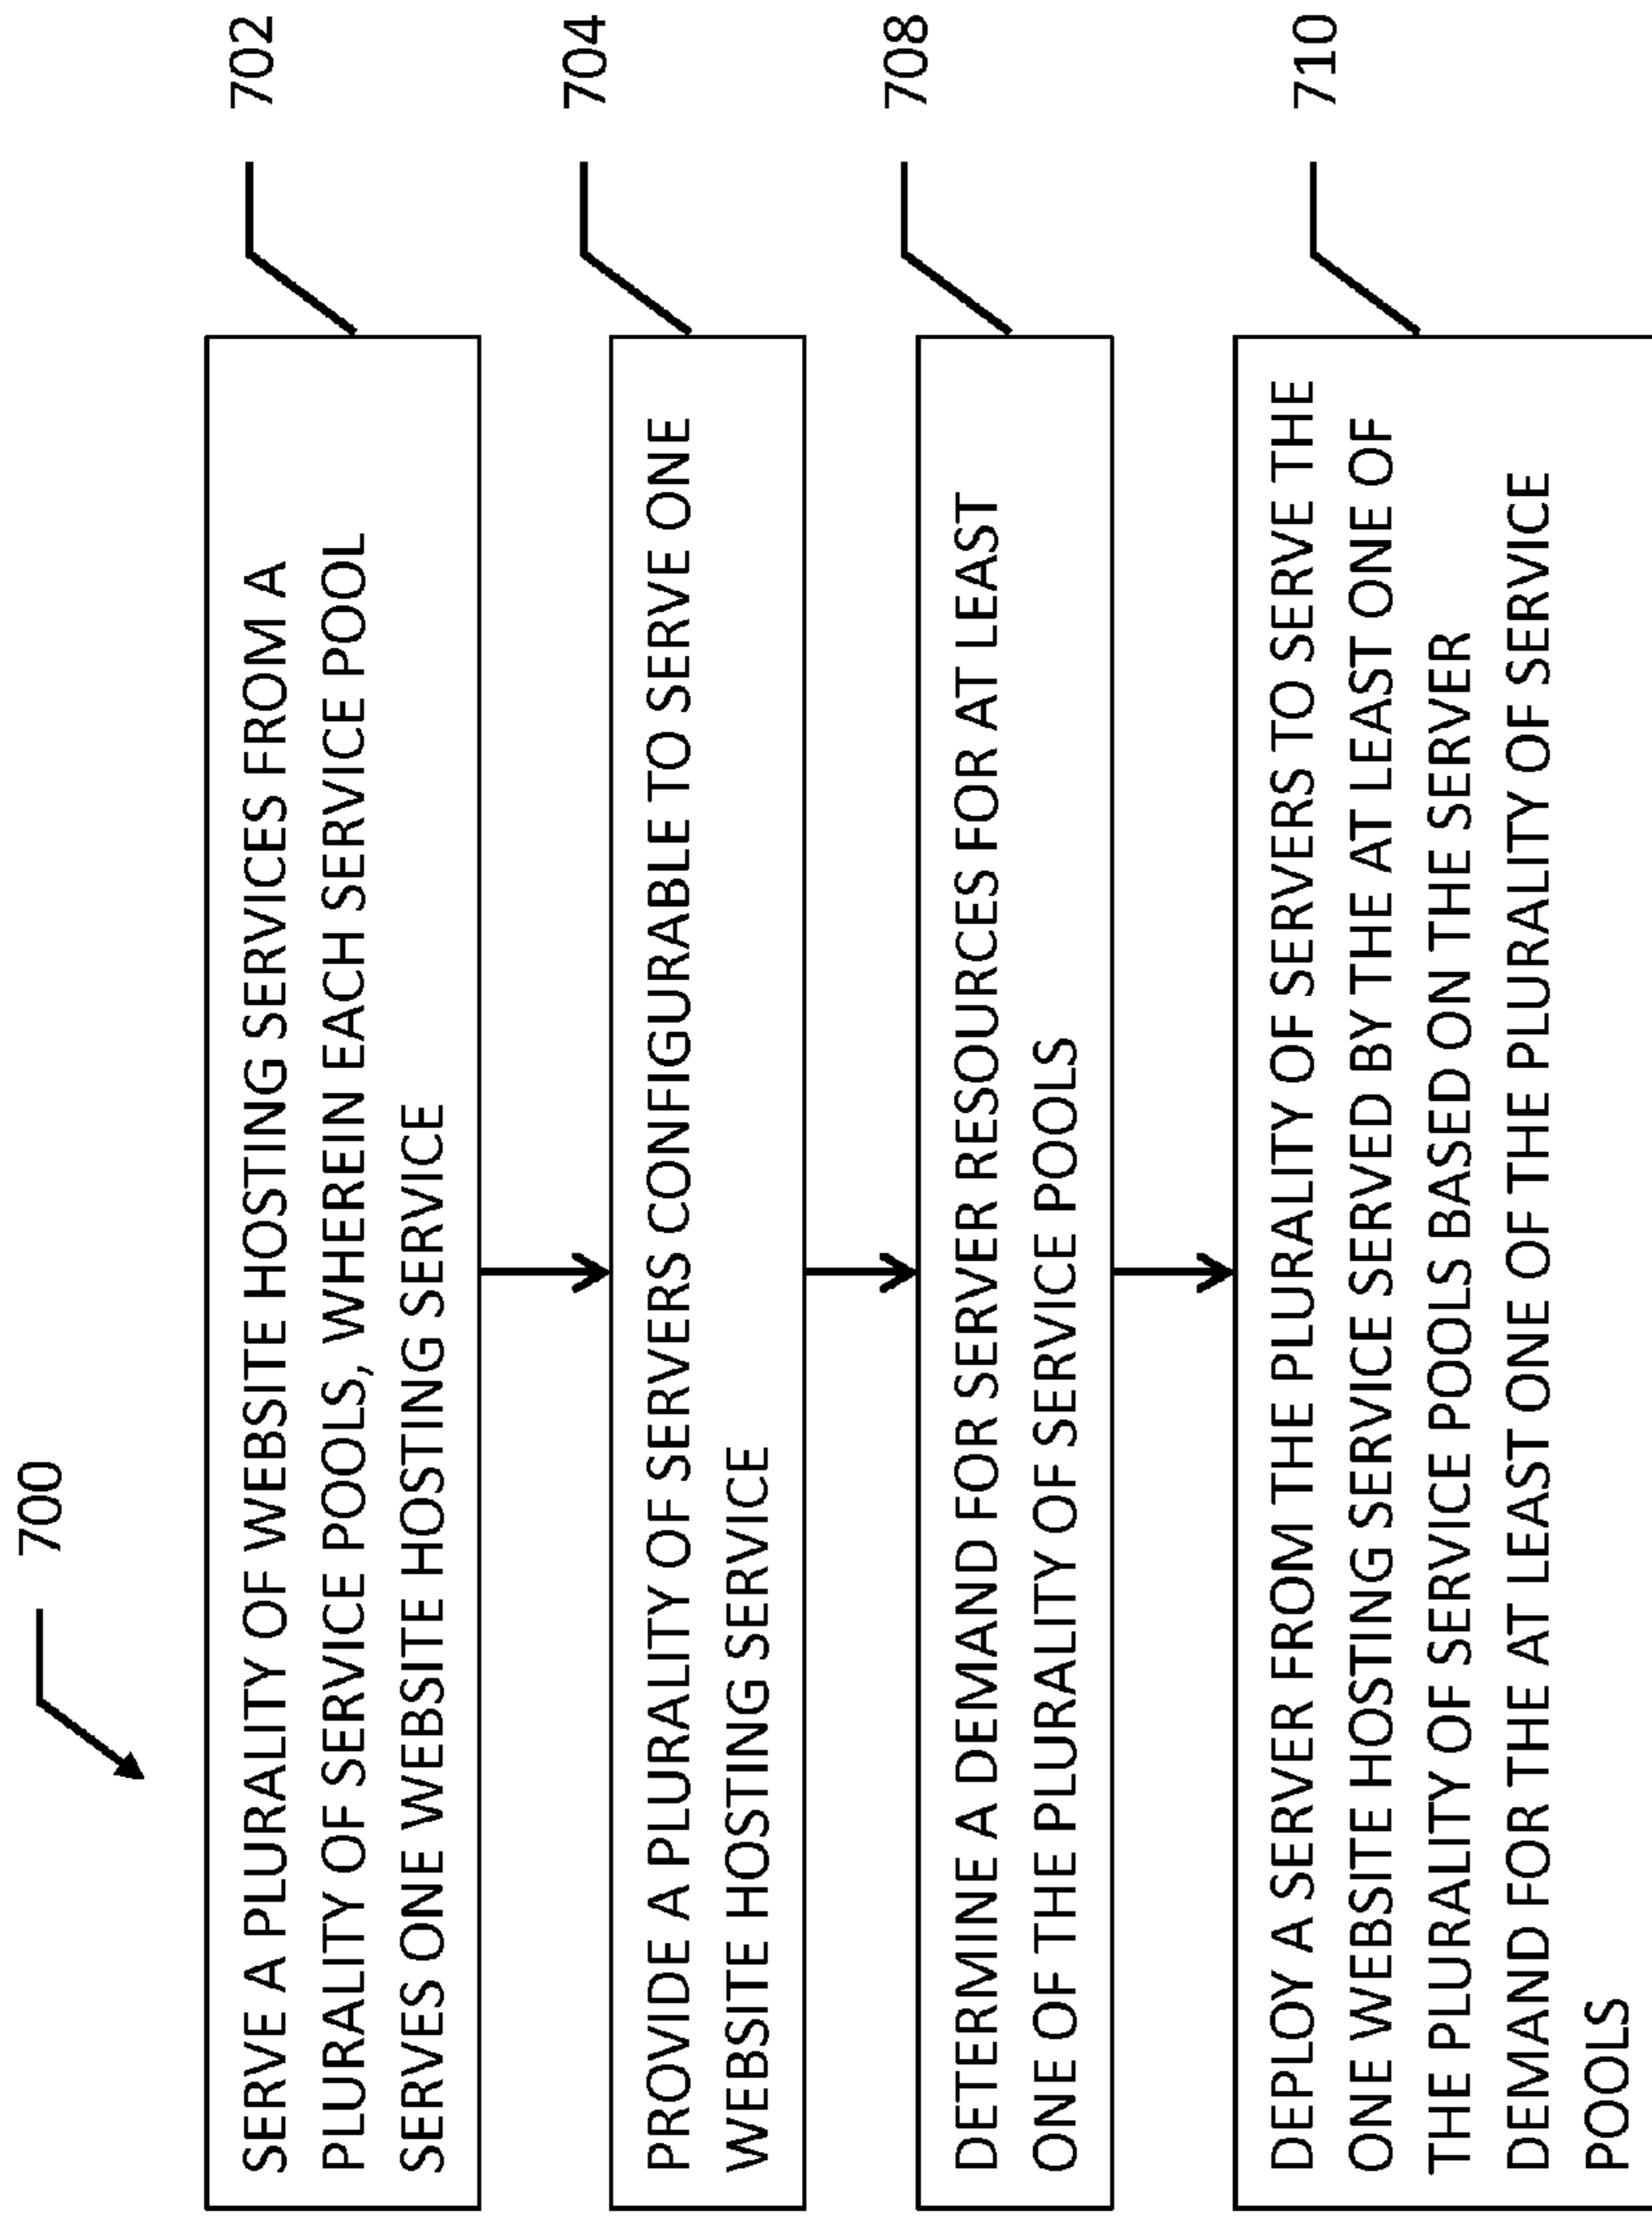 700
702
SERVE A PLURALITY OF WEBSITE HOSTING SERVICES FROM A
PLURALITY OF SERVICE POOLS, WHEREIN EACH SERVICE POOL
SERVES ONE WEBSITE HOSTING SERVICE
704
PROVIDE A PLURALITY OF SERVERS CONFIGURABLE TO SERVE ONE
WEBSITE HOSTING SERVICE
708
DETERMINE A DEMAND FOR SERVER RESOURCES FOR AT LEAST
ONE OF THE PLURALITY OF SERVICE POOLS
710
DEPLOY A SERVER FROM THE PLURALITY OF SERVERS TO SERVE THE
ONE WEBSITE HOSTING SERVICE SERVED BY THE AT LEAST ONE OF
THE PLURALITY OF SERVICE POOLS BASED ON THE SERVER
DEMAND FOR THE AT LEAST ONE OF THE PLURALITY OF SERVICE
POOLS